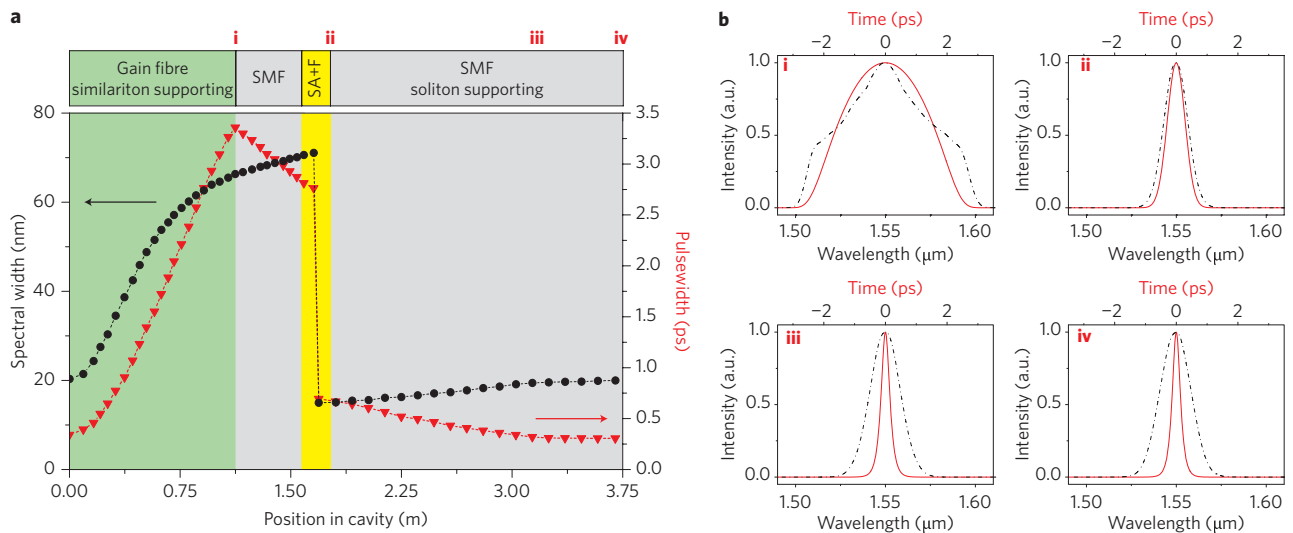 a
i ii iii iv
Gain fibre
similariton supporting
SMF
SA+F
SMF
soliton supporting
80
60
40
20
0
Spectral width (nm)
3.5
3.0
2.5
2.0
1.5
1.0
0.5
0.0
Pulsewidth (ps)
0.00 0.75 1.50 2.25 3.00 3.75
Position in cavity (m)
b
Time (ps)
−2 0 2
i
1.0
0.5
0.0
Intensity (a.u.)
1.50 1.55 1.60
Wavelength (μm)
Time (ps)
−2 0 2
ii
1.0
0.5
0.0
Intensity (a.u.)
1.50 1.55 1.60
Wavelength (μm)
Time (ps)
−2 0 2
iii
1.0
0.5
0.0
Intensity (a.u.)
1.50 1.55 1.60
Wavelength (μm)
Time (ps)
−2 0 2
iv
1.0
0.5
0.0
Intensity (a.u.)
1.50 1.55 1.60
Wavelength (μm)